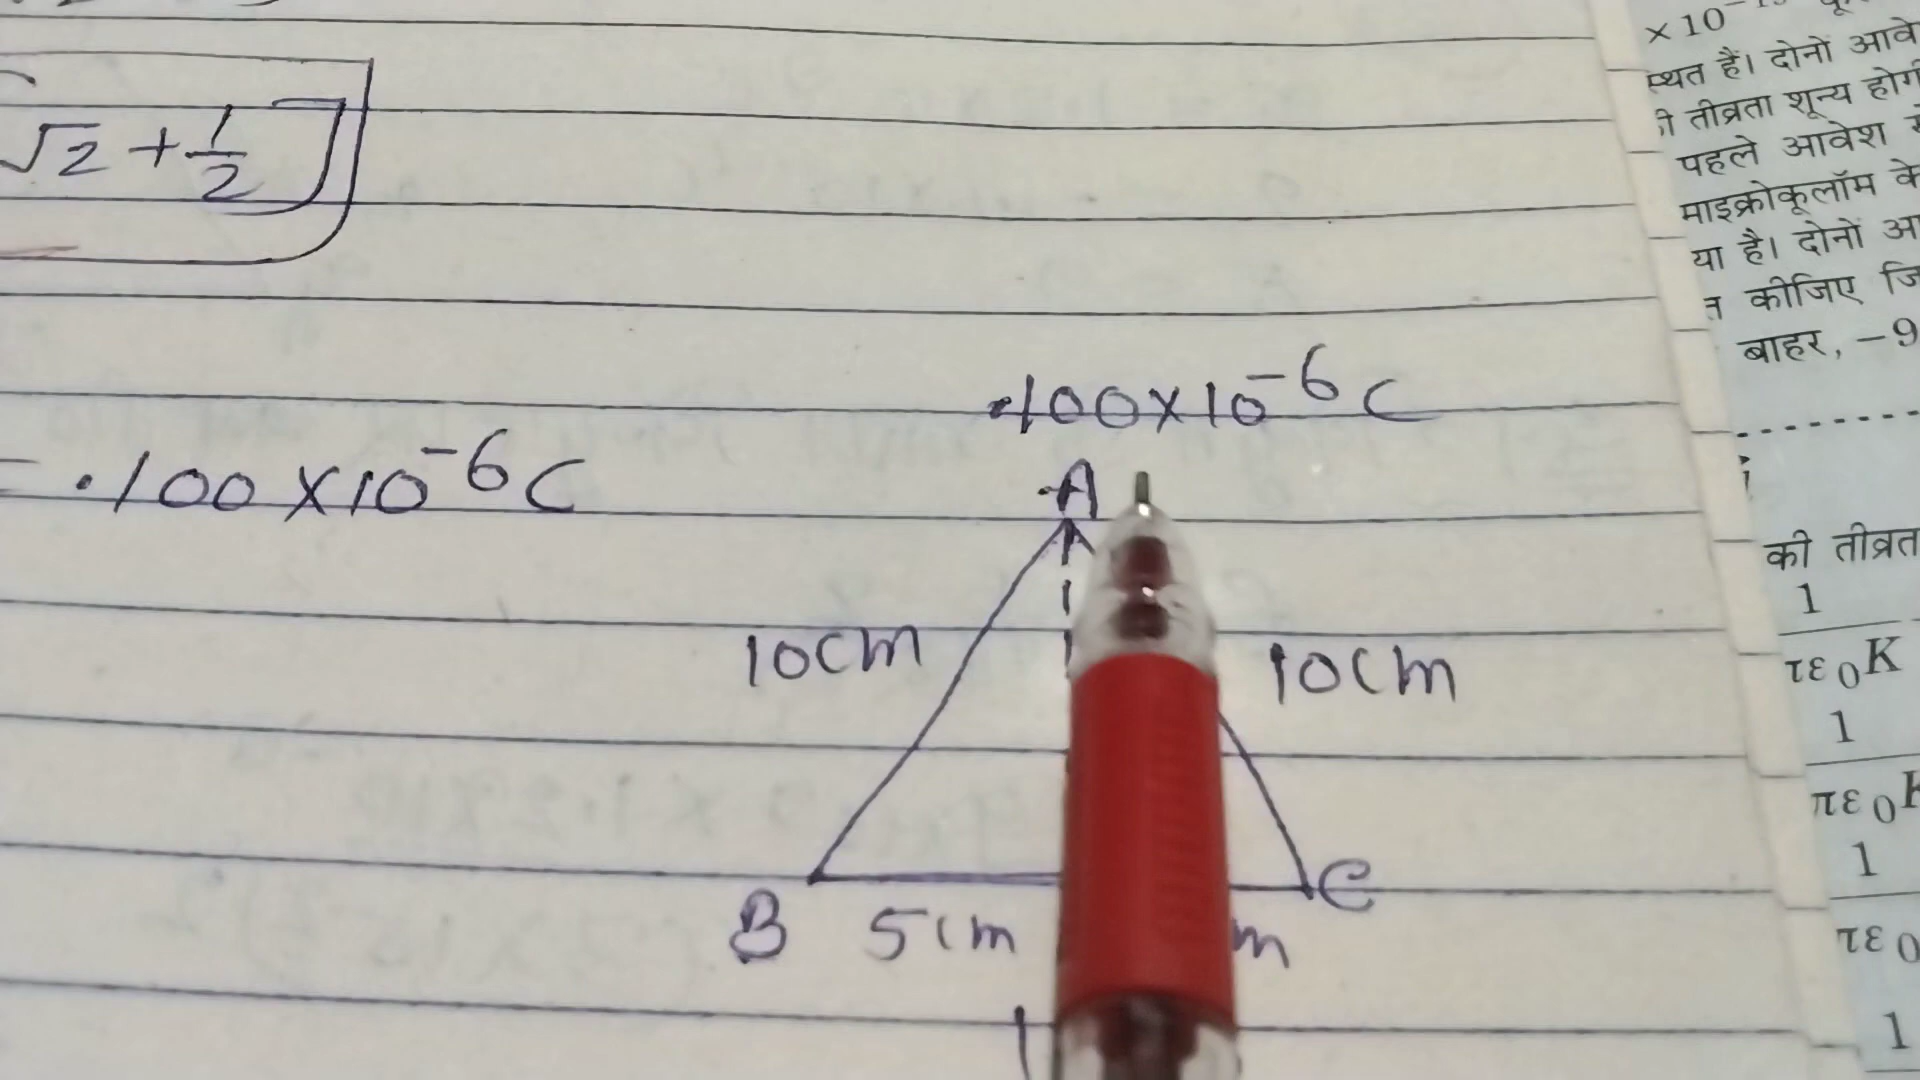 √2 + 1/2
100×10⁻⁶ C
A
= .100×10⁻⁶ C
10cm
10cm
B
C
5cm
m
×10
स्थत हैं। दोनों आवे
ी तीव्रता शून्य होगी
पहले आवेश
माइक्रोकूलॉम के
या है। दोनों आ
कीजिए
बाहर, –9
की तीव्रत
1
πε₀K
1
πε₀K
1
πε₀
1